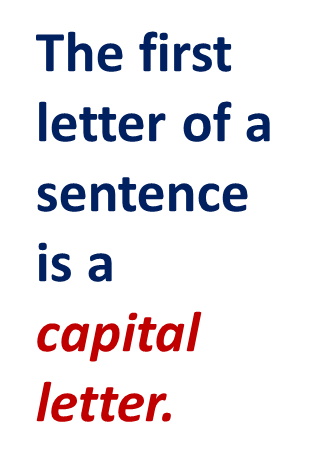 The first
letter of a
sentence
is a
capital
letter.